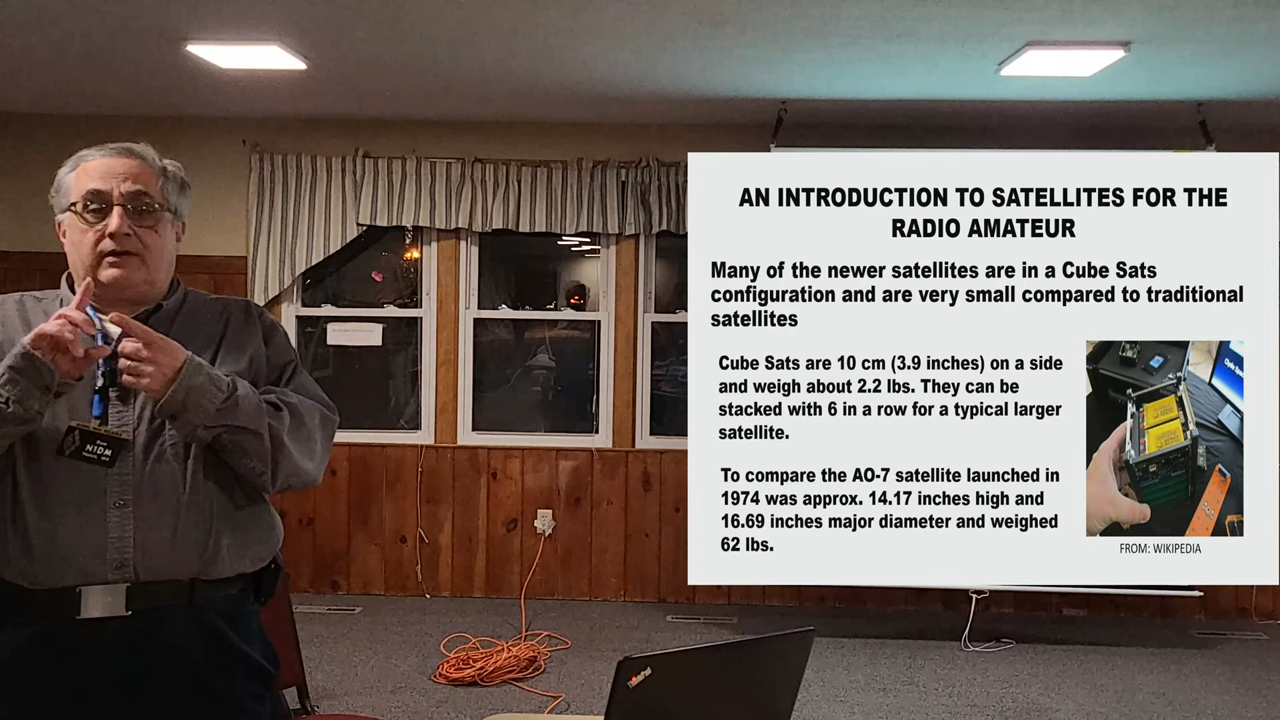 AN INTRODUCTION TO SATELLITES FOR THE
RADIO AMATEUR
Many of the newer satellites are in a Cube Sats
configuration and are very small compared to traditional
satellites
Cube Sats are 10 cm (3.9 inches) on a side
and weigh about 2.2 lbs. They can be
stacked with 6 in a row for a typical larger
satellite.
To compare the AO-7 satellite launched in
1974 was approx. 14.17 inches high and
16.69 inches major diameter and weighed
62 lbs.
FROM: WIKIPEDIA
N1DM
ThinkPad